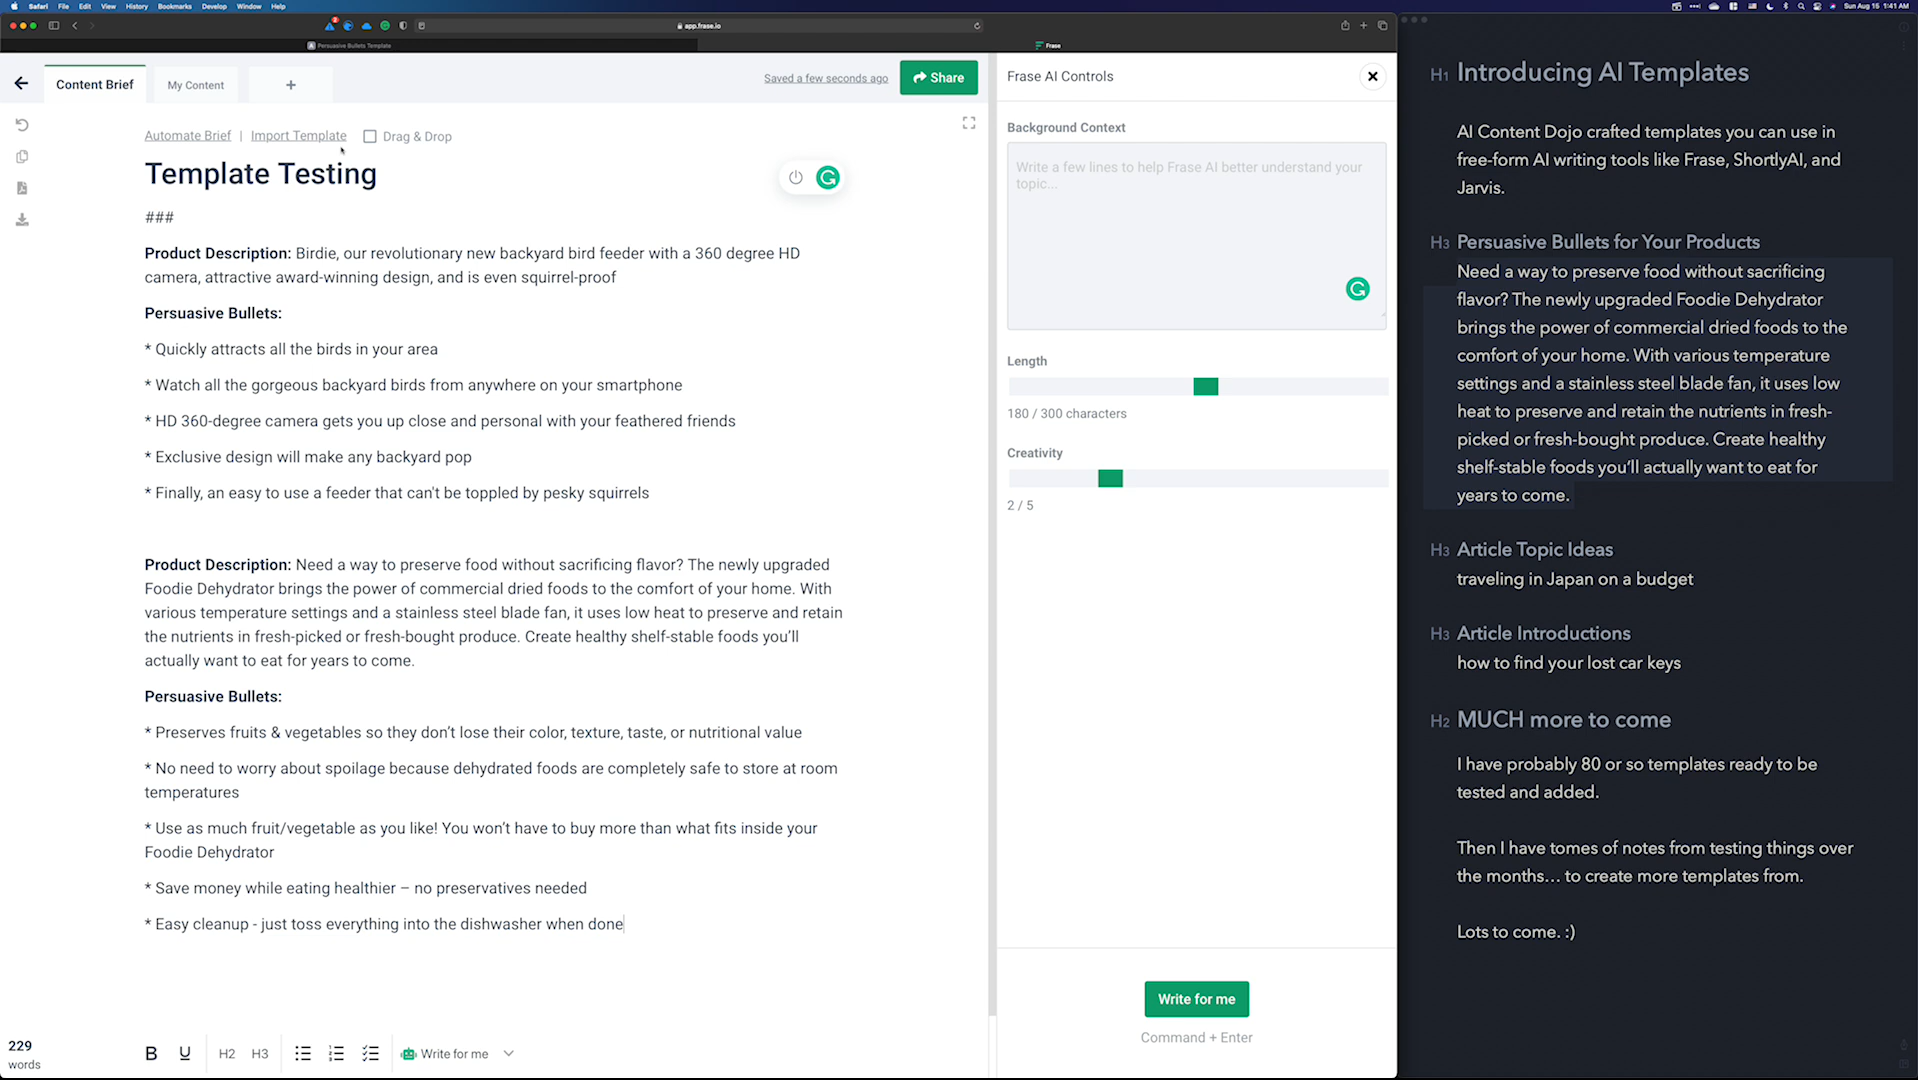 Safari File Edit View History Bookmarks Develop Window Help
Sun Aug 15 1:41 AM
app.frase.io
Persuasive Bullets Template
Frase
Content Brief
My Content
+
Saved a few seconds ago
Share
Automate Brief | Import Template Drag & Drop
Template Testing
###
Product Description: Birdie, our revolutionary new backyard bird feeder with a 360 degree HD
camera, attractive award-winning design, and is even squirrel-proof
Persuasive Bullets:
* Quickly attracts all the birds in your area
* Watch all the gorgeous backyard birds from anywhere on your smartphone
* HD 360-degree camera gets you up close and personal with your feathered friends
* Exclusive design will make any backyard pop
* Finally, an easy to use a feeder that can't be toppled by pesky squirrels
Product Description: Need a way to preserve food without sacrificing flavor? The newly upgraded
Foodie Dehydrator brings the power of commercial dried foods to the comfort of your home. With
various temperature settings and a stainless steel blade fan, it uses low heat to preserve and retain
the nutrients in fresh-picked or fresh-bought produce. Create healthy shelf-stable foods you’ll
actually want to eat for years to come.
Persuasive Bullets:
* Preserves fruits & vegetables so they don’t lose their color, texture, taste, or nutritional value
* No need to worry about spoilage because dehydrated foods are completely safe to store at room
temperatures
* Use as much fruit/vegetable as you like! You won’t have to buy more than what fits inside your
Foodie Dehydrator
* Save money while eating healthier – no preservatives needed
* Easy cleanup - just toss everything into the dishwasher when done
229
words
B U H2 H3 Write for me
Frase AI Controls
Background Context
Write a few lines to help Frase AI better understand your
topic...
Length
180 / 300 characters
Creativity
2 / 5
Write for me
Command + Enter
H1 Introducing AI Templates
AI Content Dojo crafted templates you can use in
free-form AI writing tools like Frase, ShortlyAI, and
Jarvis.
H3 Persuasive Bullets for Your Products
Need a way to preserve food without sacrificing
flavor? The newly upgraded Foodie Dehydrator
brings the power of commercial dried foods to the
comfort of your home. With various temperature
settings and a stainless steel blade fan, it uses low
heat to preserve and retain the nutrients in fresh-
picked or fresh-bought produce. Create healthy
shelf-stable foods you’ll actually want to eat for
years to come.
H3 Article Topic Ideas
traveling in Japan on a budget
H3 Article Introductions
how to find your lost car keys
H2 MUCH more to come
I have probably 80 or so templates ready to be
tested and added.
Then I have tomes of notes from testing things over
the months... to create more templates from.
Lots to come. :)